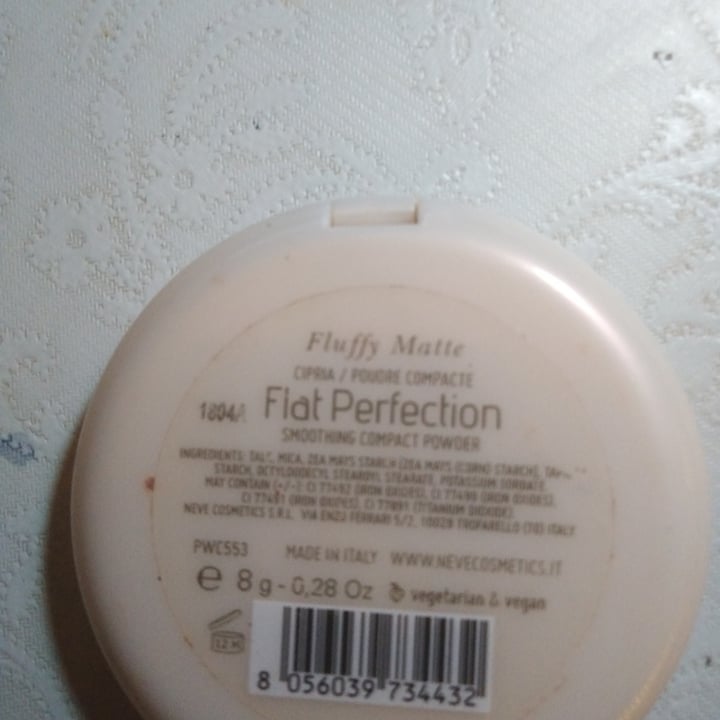 Fluffy Matte
CIPRIA / POUDRE COMPACTE
1804A Flat Perfection
SMOOTHING COMPACT POWDER
INGREDIENTS: TALC, MICA, ZEA MAYS STARCH (ZEA MAYS (CORN) STARCH),
STARCH, OCTYLDODECYL STEAROYL STEARATE, POTASSIUM SORBATE.
MAY CONTAIN (+/-): CI 77492 (IRON OXIDES), CI 77499 (IRON OXIDES),
CI 77491 (IRON OXIDES), CI 77891 (TITANIUM DIOXIDE).
NEVE COSMETICS S.R.L. VIA ENZO FERRARI 5/2, 10028 TROFARELLO (TO) ITALY
PWC553 MADE IN ITALY WWW.NEVECOSMETICS.IT
e 8 g - 0,28 Oz vegetarian & vegan
12 M
8 056039 734432